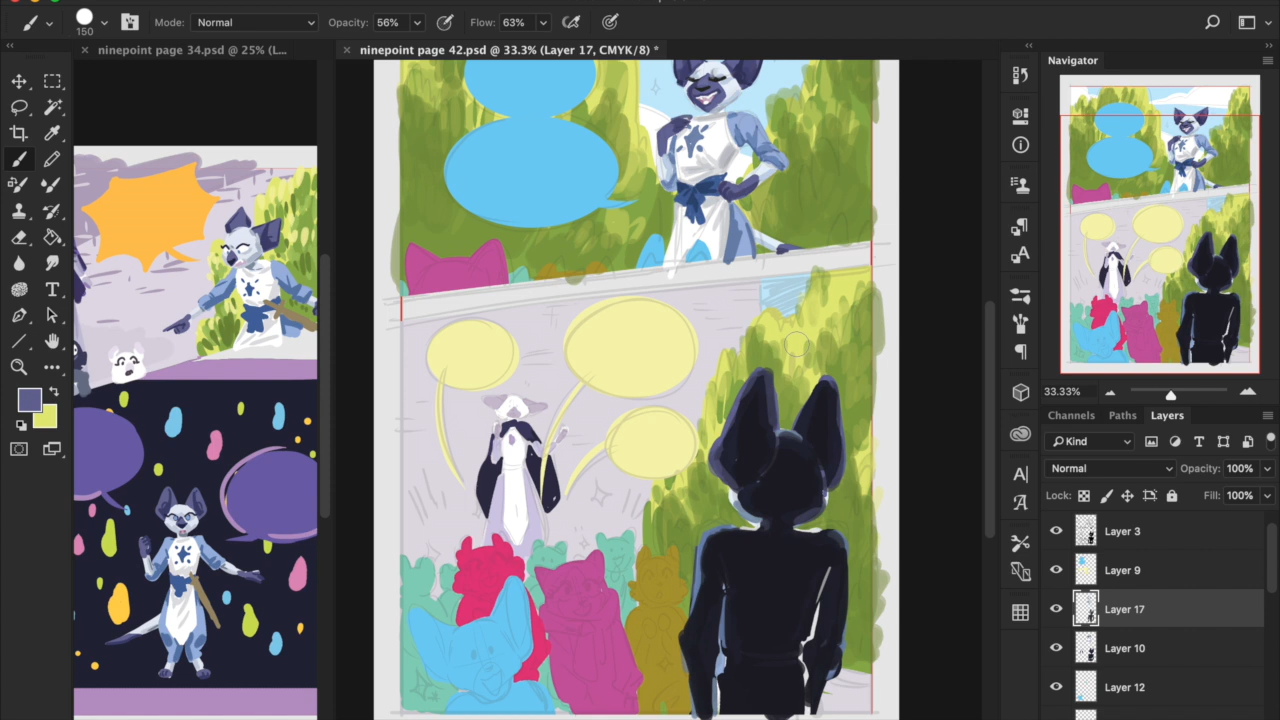 150
Mode: Normal
Opacity: 56%
Flow: 63%
ninepoint page 34.psd @ 25% (L...
ninepoint page 42.psd @ 33.3% (Layer 17, CMYK/8) *
Navigator
33.33%
Channels Paths Layers
Kind
Normal
Opacity: 100%
Lock:
Fill: 100%
Layer 3
Layer 9
Layer 17
Layer 10
Layer 12